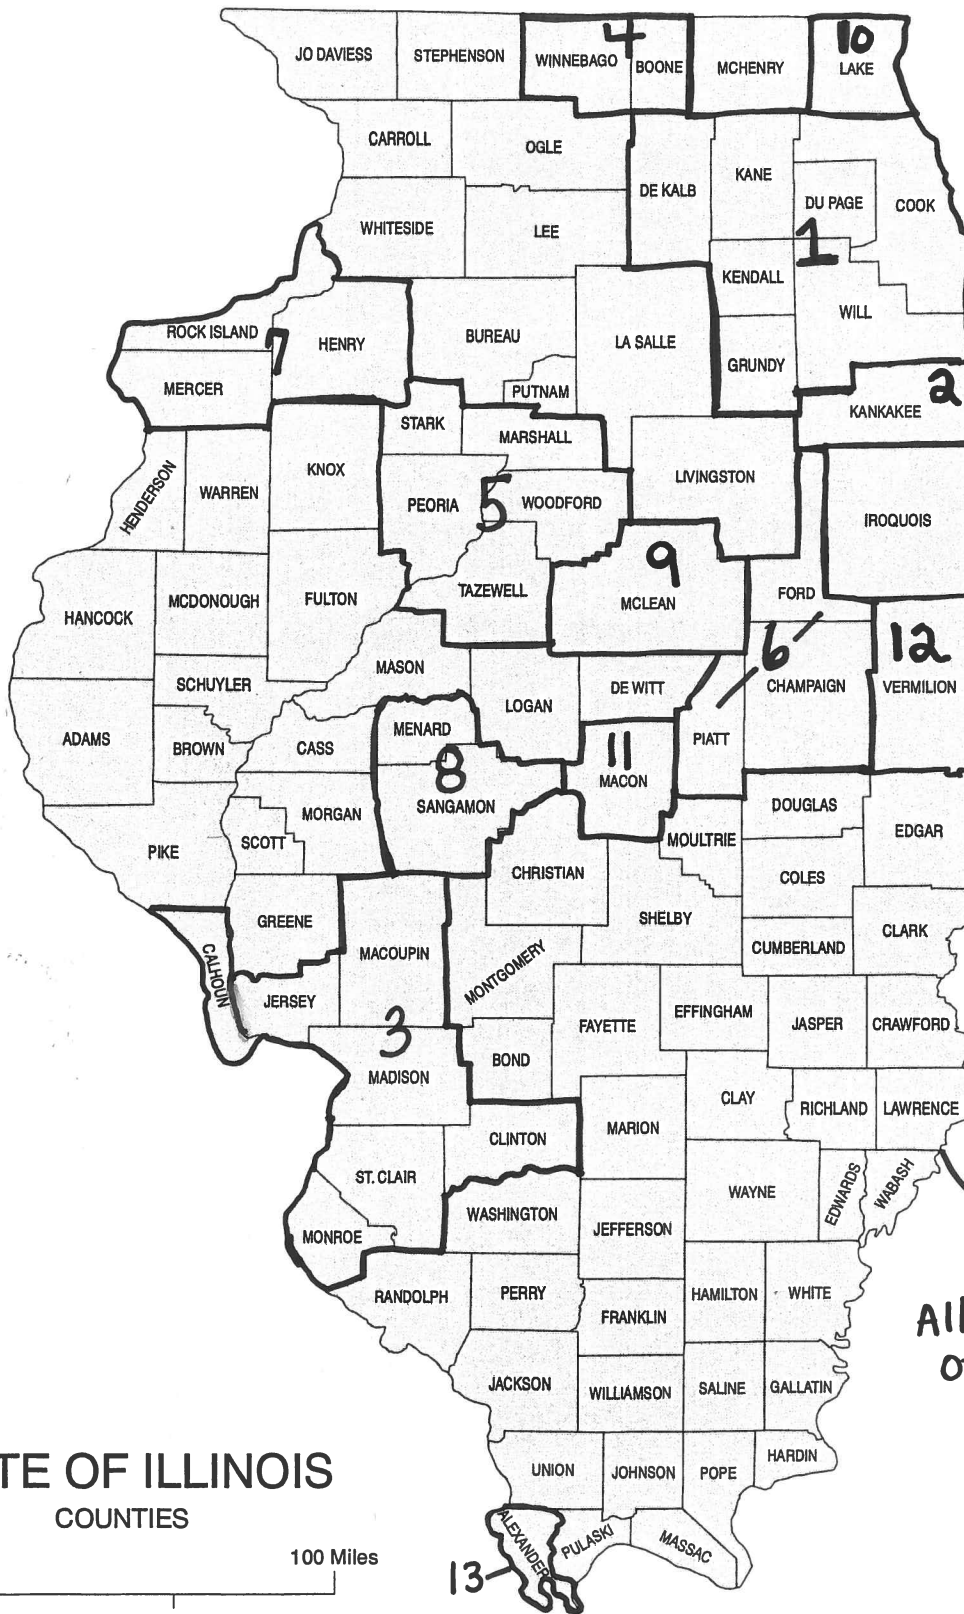 4
10
JO DAVIESS
STEPHENSON
WINNEBAGO
BOONE
MCHENRY
LAKE
CARROLL
OGLE
DE KALB
KANE
DU PAGE
COOK
WHITESIDE
LEE
1
KENDALL
WILL
ROCK ISLAND
7
HENRY
BUREAU
LA SALLE
GRUNDY
MERCER
PUTNAM
KANKAKEE
2
STARK
MARSHALL
HENDERSON
WARREN
KNOX
PEORIA
5
WOODFORD
LIVINGSTON
IROQUOIS
HANCOCK
MCDONOUGH
FULTON
TAZEWELL
9
MCLEAN
FORD
6
12
SCHUYLER
MASON
LOGAN
DE WITT
CHAMPAIGN
VERMILION
ADAMS
BROWN
CASS
MENARD
8
SANGAMON
11
MACON
PIATT
PIKE
SCOTT
MORGAN
CHRISTIAN
MOULTRIE
DOUGLAS
EDGAR
COLES
GREENE
SHELBY
CALHOUN
MACOUPIN
MONTGOMERY
CUMBERLAND
CLARK
JERSEY
3
FAYETTE
EFFINGHAM
JASPER
CRAWFORD
MADISON
BOND
CLAY
RICHLAND
LAWRENCE
CLINTON
MARION
ST. CLAIR
WAYNE
EDWARDS
WABASH
MONROE
WASHINGTON
JEFFERSON
RANDOLPH
PERRY
FRANKLIN
HAMILTON
WHITE
All
JACKSON
WILLIAMSON
SALINE
GALLATIN
UNION
JOHNSON
POPE
HARDIN
TE OF ILLINOIS
COUNTIES
100 Miles
ALEXANDER
PULASKI
MASSAC
13